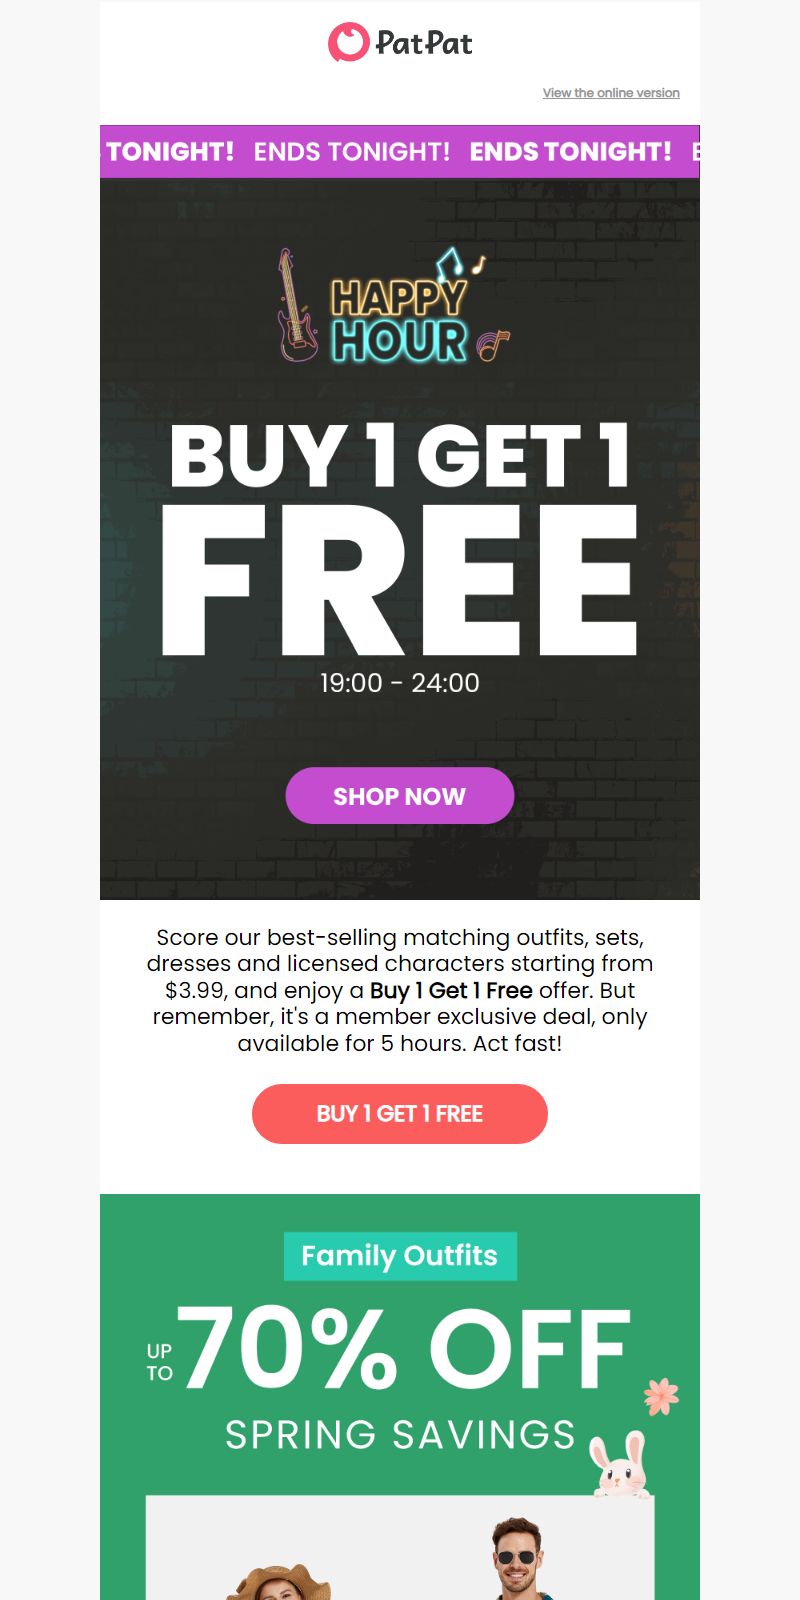 PatPat
View the online version
TONIGHT! ENDS TONIGHT! ENDS TONIGHT!
HAPPY
HOUR
BUY 1 GET 1
FREE
19:00 - 24:00
SHOP NOW
Score our best-selling matching outfits, sets,
dresses and licensed characters starting from
$3.99, and enjoy a Buy 1 Get 1 Free offer. But
remember, it's a member exclusive deal, only
available for 5 hours. Act fast!
BUY 1 GET 1 FREE
Family Outfits
UP
TO
70% OFF
SPRING SAVINGS